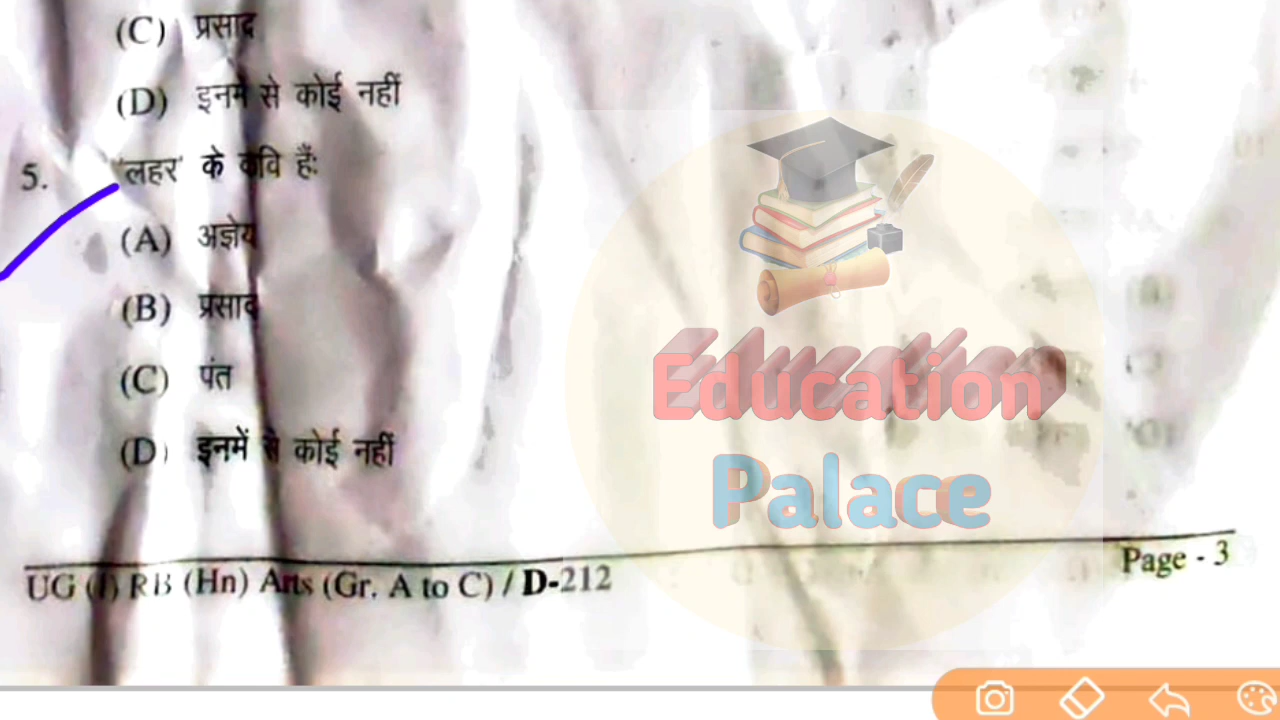 (C) प्रसाद
(D) इनमें से कोई नहीं
5. 'लहर' के कवि हैं:
(A) अज्ञेय
(B) प्रसाद
(C) पंत
(D) इनमें से कोई नहीं
Education
Palace
UG (I) RB (Hn) Arts (Gr. A to C) / D-212
Page - 3